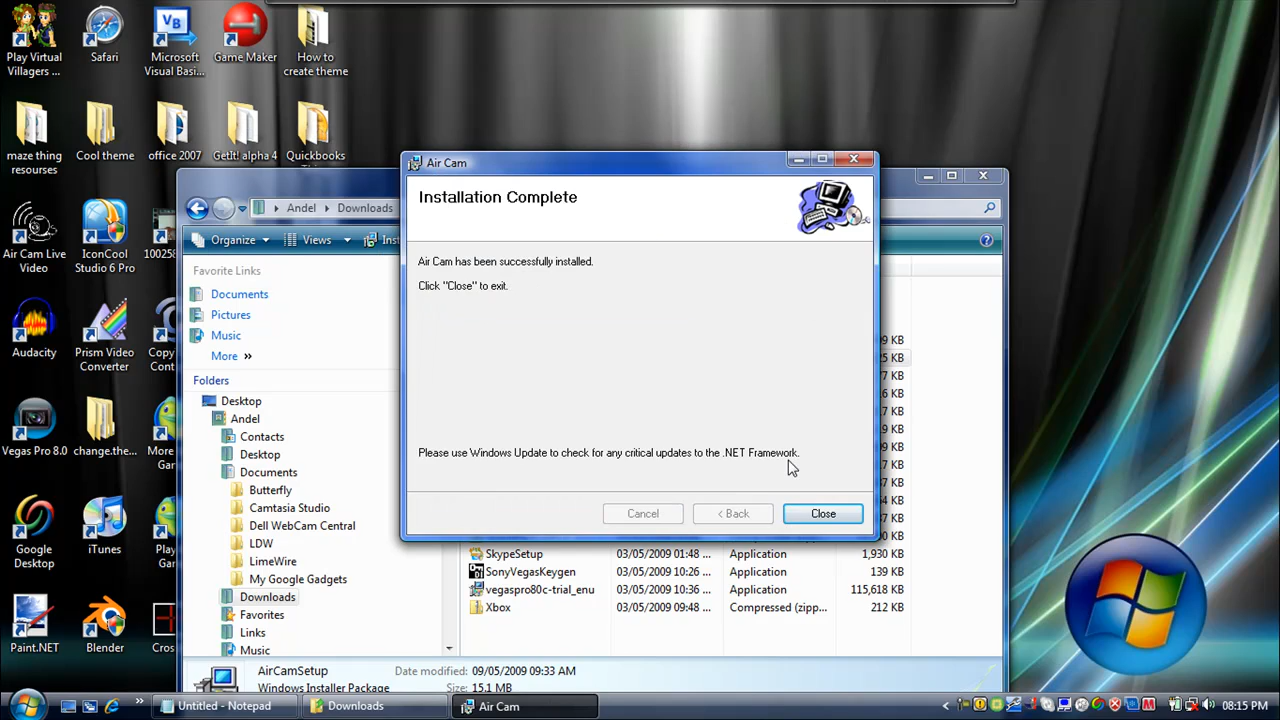 Play Virtual
Villagers ...
Safari
Microsoft
Visual Basi...
Game Maker
How to
create theme
maze thing
resourses
Cool theme
office 2007
GetIt! alpha 4
Quickbooks
Air Cam Live
Video
IconCool
Studio 6 Pro
Audacity
Prism Video
Converter
Vegas Pro 8.0
change.the...
Google
Desktop
iTunes
Paint.NET
Blender
Andel
Downloads
Organize
Views
Favorite Links
Documents
Pictures
Music
More »
Folders
Desktop
Andel
Contacts
Desktop
Documents
Butterfly
Camtasia Studio
Dell WebCam Central
LDW
LimeWire
My Google Gadgets
Downloads
Favorites
Links
Music
Air Cam
Installation Complete
Air Cam has been successfully installed.
Click "Close" to exit.
Please use Windows Update to check for any critical updates to the .NET Framework.
Cancel
< Back
Close
SkypeSetup 03/05/2009 01:48 ... Application 1,930 KB
SonyVegasKeygen 03/05/2009 10:26 ... Application 139 KB
vegaspro80c-trial_enu 03/05/2009 10:36 ... Application 115,618 KB
Xbox 03/05/2009 09:48 ... Compressed (zipp... 212 KB
AirCamSetup Date modified: 09/05/2009 09:33 AM
Windows Installer Package Size: 15.1 MB
Untitled - Notepad
Downloads
Air Cam
08:15 PM